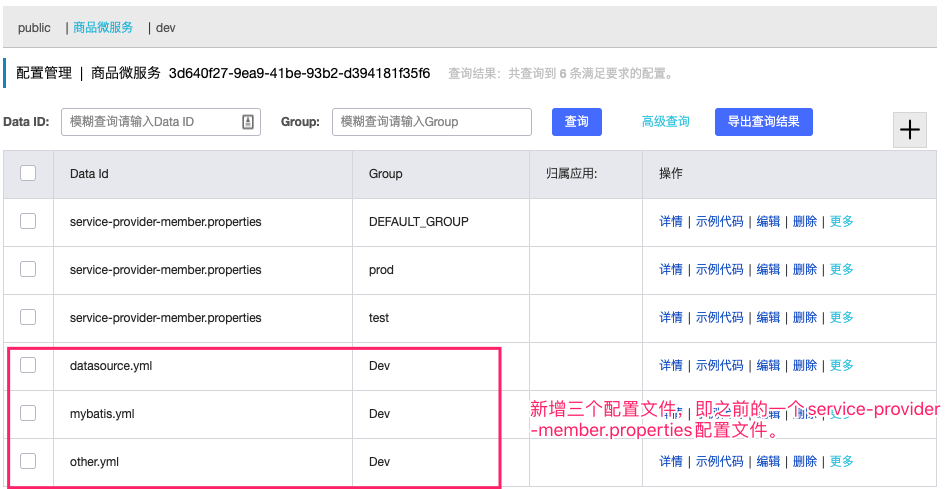 public | 商品微服务 | dev
配置管理 | 商品微服务 3d640f27-9ea9-41be-93b2-d394181f35f6 查询结果：共查询到 6 条满足要求的配置。
Data ID: 模糊查询请输入Data ID Group: 模糊查询请输入Group 查询 高级查询 导出查询结果 +
Data Id Group 归属应用: 操作
service-provider-member.properties DEFAULT_GROUP 详情 | 示例代码 | 编辑 | 删除 | 更多
service-provider-member.properties prod 详情 | 示例代码 | 编辑 | 删除 | 更多
service-provider-member.properties test 详情 | 示例代码 | 编辑 | 删除 | 更多
datasource.yml Dev 详情 | 示例代码 | 编辑 | 删除 | 更多
mybatis.yml Dev
新增三个配置文件，即之前的一个service-provider
-member.properties配置文件。
other.yml Dev 详情 | 示例代码 | 编辑 | 删除 | 更多